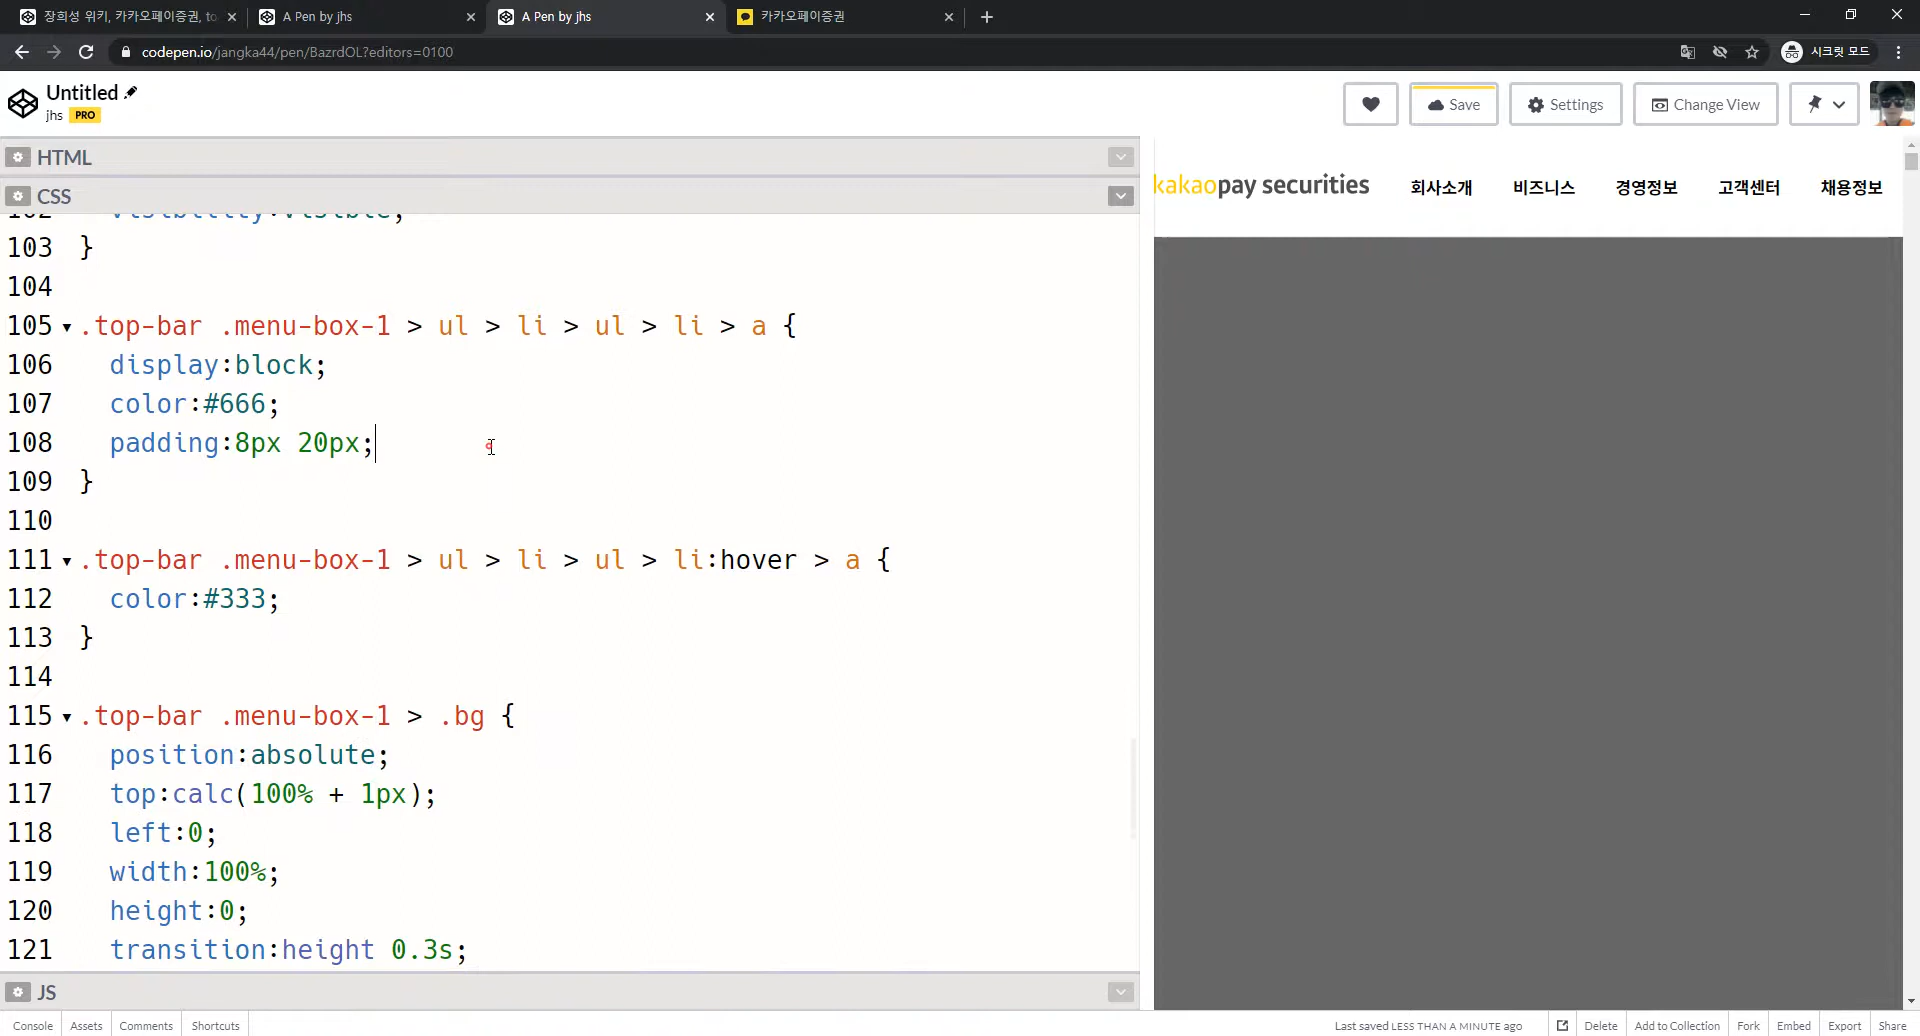 장희성 위키, 카카오페이증권, to
A Pen by jhs
A Pen by jhs
카카오페이증권
codepen.io/jangka44/pen/BazrdOL?editors=0100
시크릿 모드
Untitled
jhs PRO
Save
Settings
Change View
HTML
CSS
102 visibility:visible;
103 }
104
105 .top-bar .menu-box-1 > ul > li > ul > li > a {
106 display:block;
107 color:#666;
108 padding:8px 20px;
109 }
110
111 .top-bar .menu-box-1 > ul > li > ul > li:hover > a {
112 color:#333;
113 }
114
115 .top-bar .menu-box-1 > .bg {
116 position:absolute;
117 top:calc(100% + 1px);
118 left:0;
119 width:100%;
120 height:0;
121 transition:height 0.3s;
JS
kakaopay securities 회사소개 비즈니스 경영정보 고객센터 채용정보
Console Assets Comments Shortcuts
Last saved LESS THAN A MINUTE ago
Delete Add to Collection Fork Embed Export Share